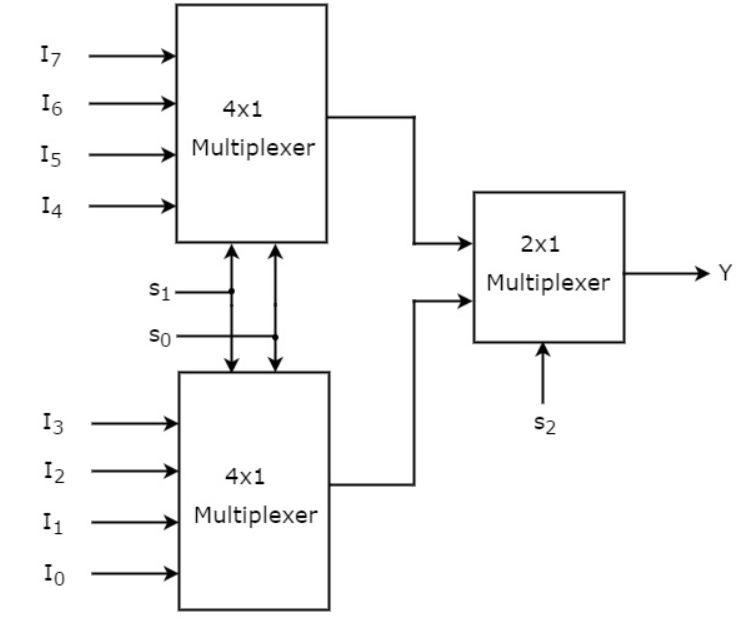 I7
I6
I5
I4
4x1
Multiplexer
s1
s0
I3
I2
I1
I0
4x1
Multiplexer
2x1
Multiplexer
Y
s2